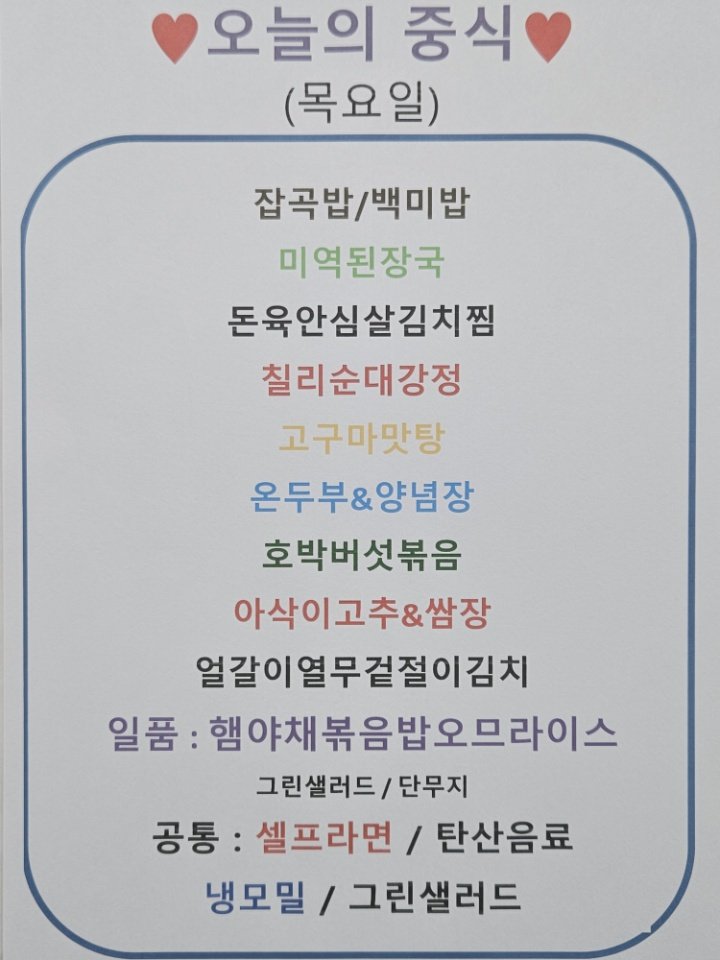 ♥오늘의 중식♥
(목요일)
잡곡밥/백미밥
미역된장국
돈육안심살김치찜
칠리순대강정
고구마맛탕
온두부&양념장
호박버섯볶음
아삭이고추&쌈장
얼갈이열무겉절이김치
일품 : 햄야채볶음밥오므라이스
그린샐러드 / 단무지
공통 : 셀프라면 / 탄산음료
냉모밀 / 그린샐러드